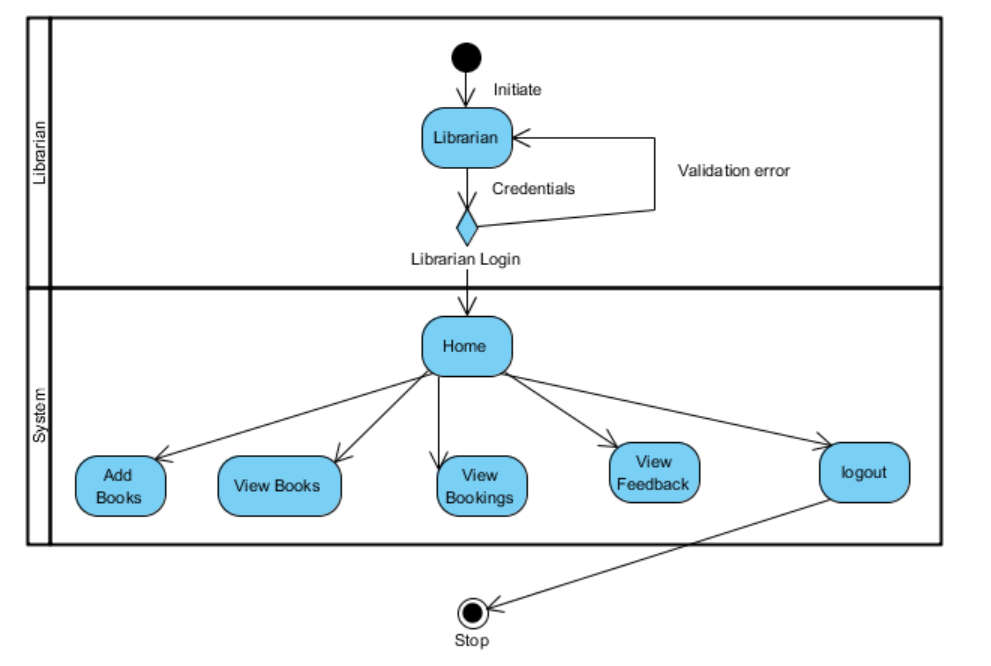 Initiate
Librarian
Librarian
Validation error
Credentials
Librarian Login
Home
System
Add
Books
View Books
View
Bookings
View
Feedback
logout
Stop